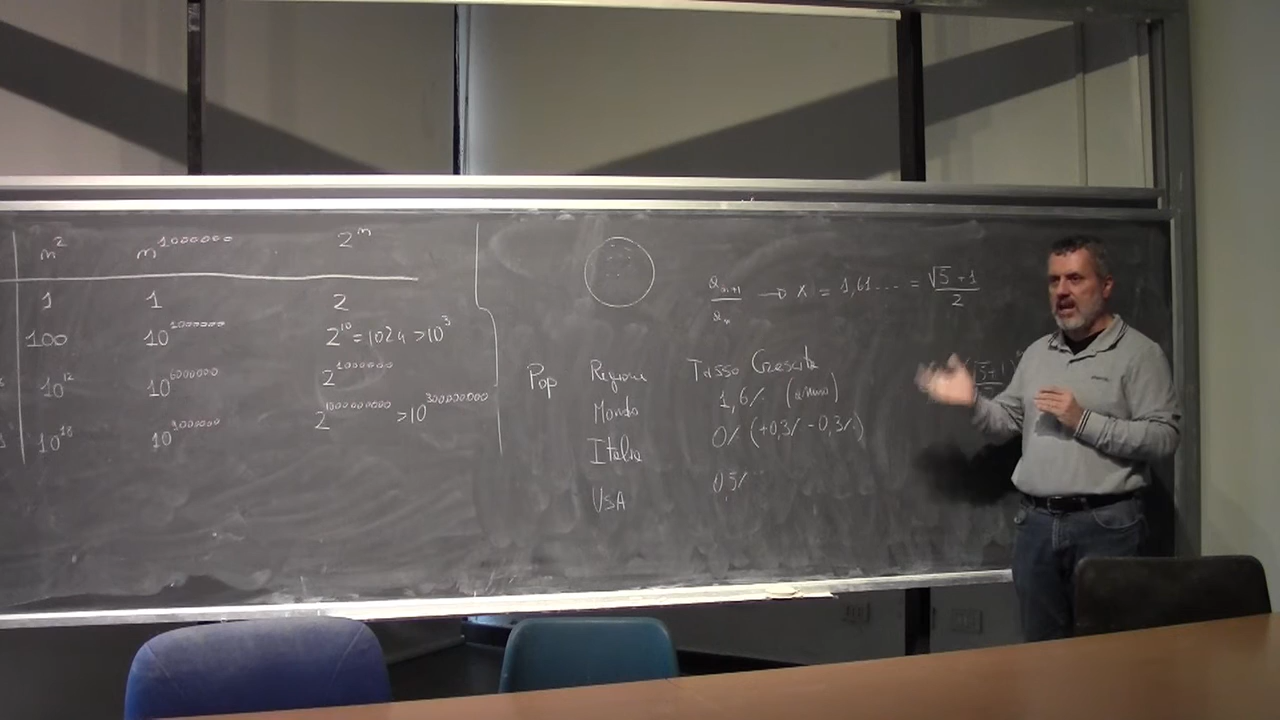 n² n¹⁰⁰⁰⁰⁰⁰ 2ⁿ
1 1 2
100 10¹⁰⁰⁰⁰⁰⁰ 2¹⁰ = 1024 > 10³
10¹² 10⁶⁰⁰⁰⁰⁰⁰ 2¹⁰⁰⁰⁰⁰⁰
10¹⁸ 10⁹⁰⁰⁰⁰⁰⁰ 2¹⁰⁰⁰⁰⁰⁰⁰⁰⁰ > 10³⁰⁰⁰⁰⁰⁰⁰⁰
aₙ₊₁/aₙ → x = 1,61... = (√5 + 1)/2
Pop Regione Tasso Crescita
Mondo 1,6% (annuo)
Italia 0% (+0,3% -0,3%)
USA 0,5%